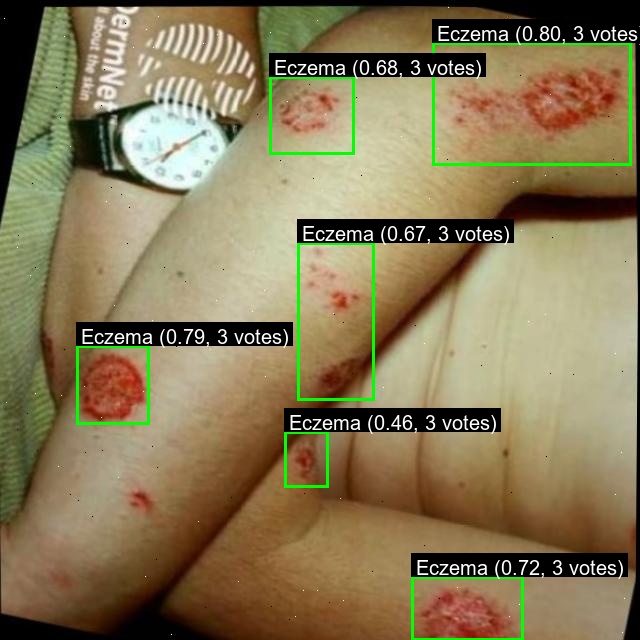 DermNet
all about the skin
Eczema (0.80, 3 votes)
Eczema (0.68, 3 votes)
Eczema (0.67, 3 votes)
Eczema (0.79, 3 votes)
Eczema (0.46, 3 votes)
Eczema (0.72, 3 votes)